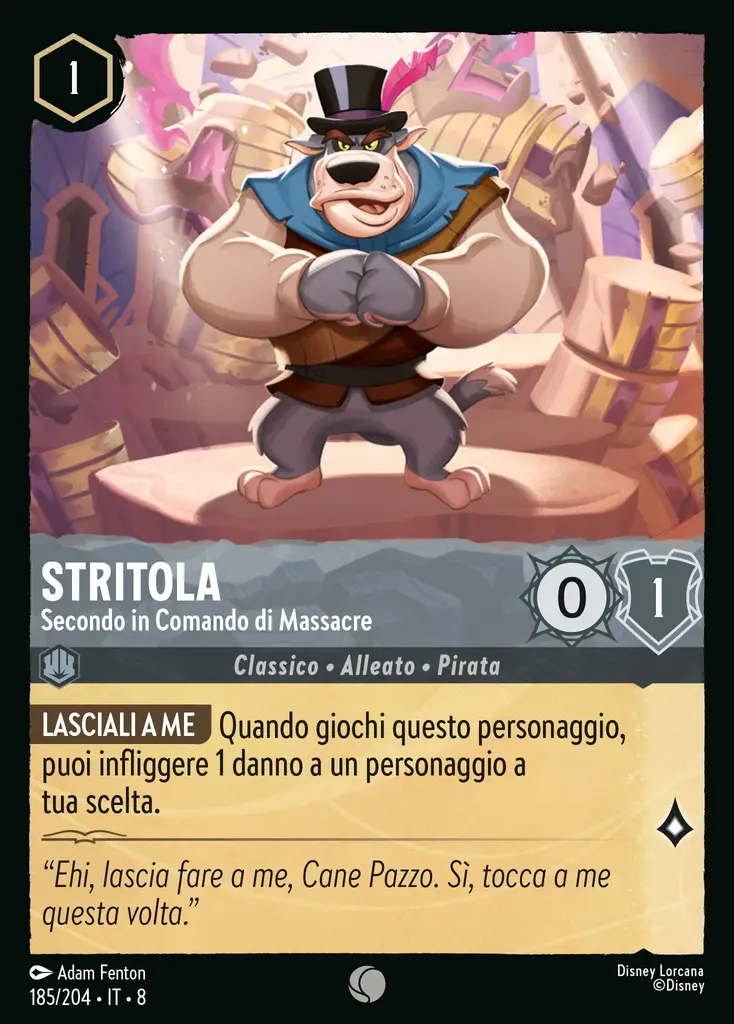 1
STRITOLA
Secondo in Comando di Massacre
0
1
Classico • Alleato • Pirata
LASCIALI A ME Quando giochi questo personaggio,
puoi infliggere 1 danno a un personaggio a
tua scelta.
“Ehi, lascia fare a me, Cane Pazzo. Sì, tocca a me
questa volta.”
Adam Fenton
185/204 • IT • 8
Disney Lorcana
©Disney